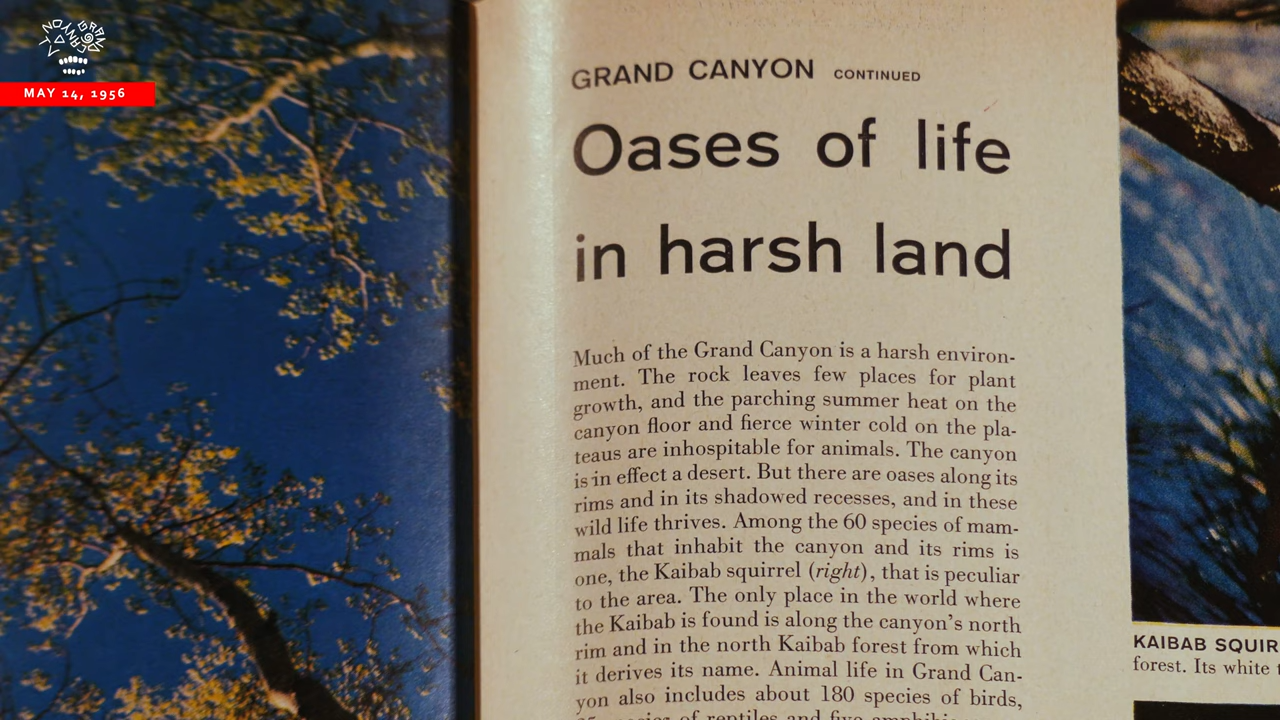 MAY 14, 1956
GRAND CANYON CONTINUED
Oases of life
in harsh land
Much of the Grand Canyon is a harsh environ-
ment. The rock leaves few places for plant
growth, and the parching summer heat on the
canyon floor and fierce winter cold on the pla-
teaus are inhospitable for animals. The canyon
is in effect a desert. But there are oases along its
rims and in its shadowed recesses, and in these
wild life thrives. Among the 60 species of mam-
mals that inhabit the canyon and its rims is
one, the Kaibab squirrel (right), that is peculiar
to the area. The only place in the world where
the Kaibab is found is along the canyon's north
rim and in the north Kaibab forest from which
it derives its name. Animal life in Grand Can-
yon also includes about 180 species of birds,
species of reptiles and five
KAIBAB SQUIR
forest. Its white